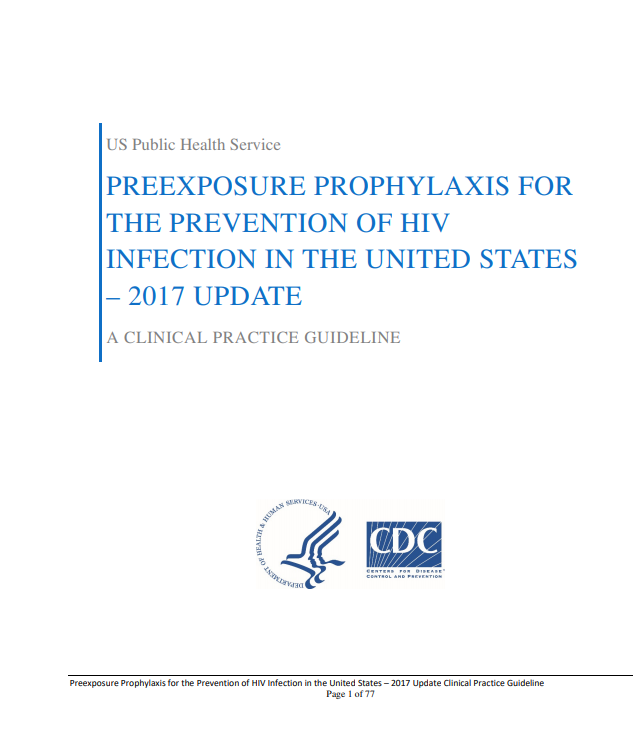 US Public Health Service
PREEXPOSURE PROPHYLAXIS FOR
THE PREVENTION OF HIV
INFECTION IN THE UNITED STATES
– 2017 UPDATE
A CLINICAL PRACTICE GUIDELINE
DEPARTMENT OF HEALTH & HUMAN SERVICES•USA
CDC
CENTERS FOR DISEASE
CONTROL AND PREVENTION
Preexposure Prophylaxis for the Prevention of HIV Infection in the United States – 2017 Update Clinical Practice Guideline
Page 1 of 77